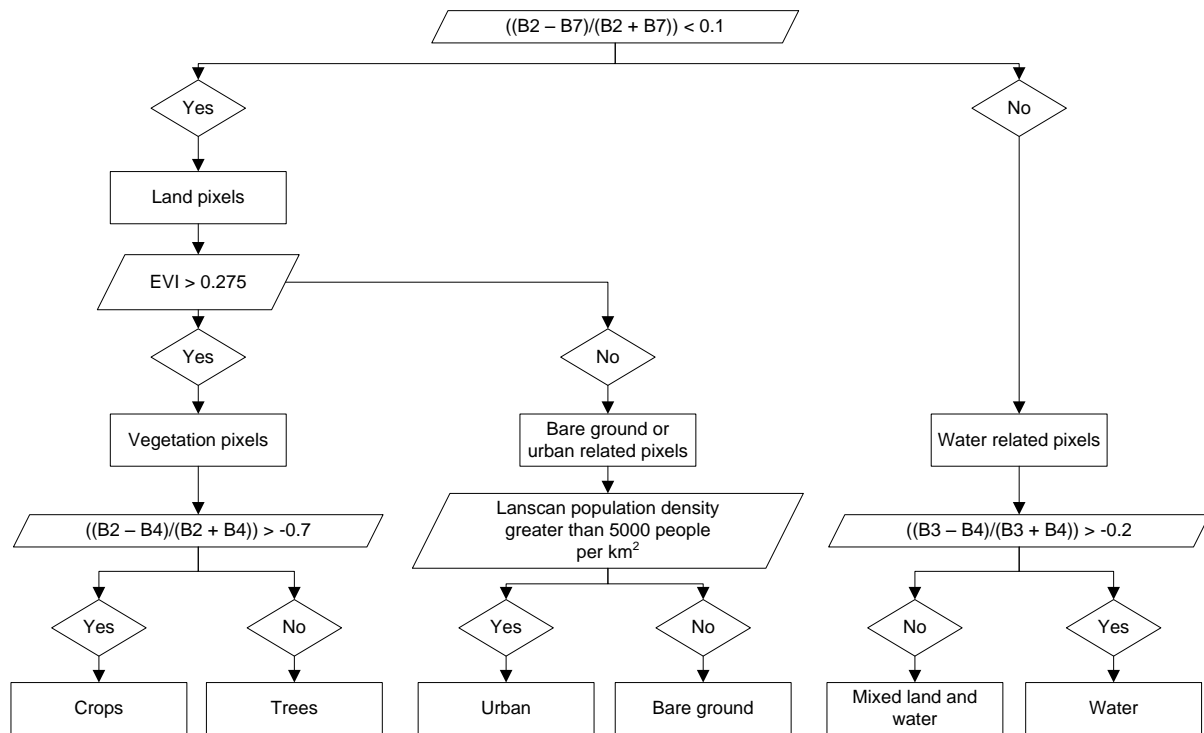 ((B2 – B7)/(B2 + B7)) < 0.1
Yes
No
Land pixels
EVI > 0.275
Yes
No
Vegetation pixels
Bare ground or
urban related pixels
Water related pixels
((B2 – B4)/(B2 + B4)) > -0.7
Lanscan population density
greater than 5000 people
per km²
((B3 – B4)/(B3 + B4)) > -0.2
Yes
No
Yes
No
No
Yes
Crops
Trees
Urban
Bare ground
Mixed land and
water
Water